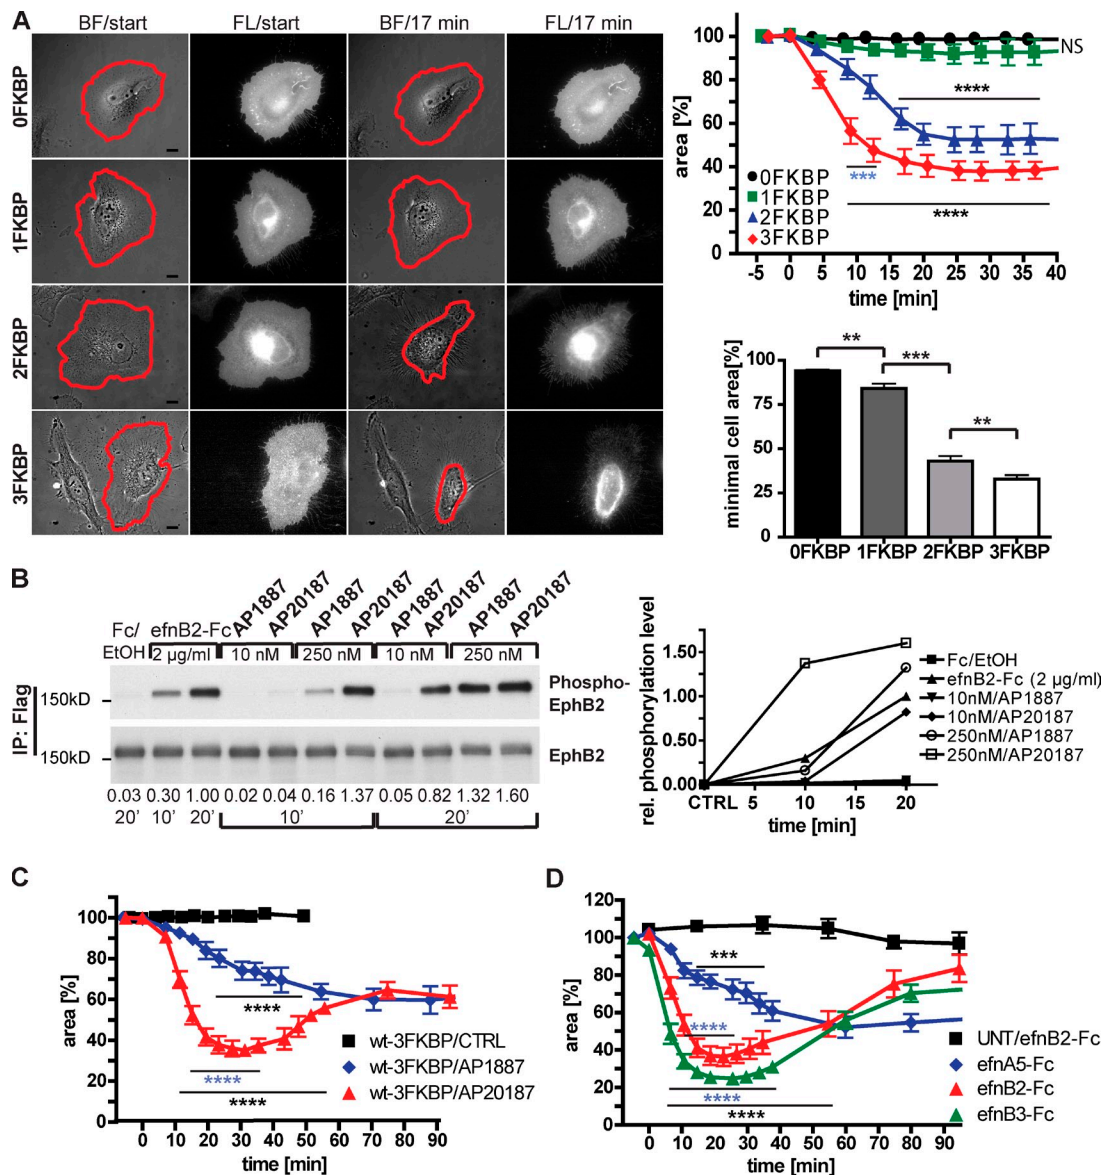 A
BF/start FL/start BF/17 min FL/17 min
0FKBP
1FKBP
2FKBP
3FKBP
area [%]
100
80
60
40
20
0
NS
****
***
****
0FKBP
1FKBP
2FKBP
3FKBP
-5 0 5 10 15 20 25 30 35 40
time [min]
minimal cell area[%]
100
75
50
25
0
** *** **
0FKBP 1FKBP 2FKBP 3FKBP
B
AP1887 AP20187 AP1887 AP20187 AP1887 AP20187 AP1887 AP20187
Fc/ efnB2-Fc
EtOH 2 µg/ml 10 nM 250 nM 10 nM 250 nM
IP: Flag
150kD
Phospho-
EphB2
150kD
EphB2
0.03 0.30 1.00 0.02 0.04 0.16 1.37 0.05 0.82 1.32 1.60
20' 10' 20' 10' 20'
rel. phosphorylation level
1.50
1.00
0.50
0.00
CTRL 5 10 15 20
time [min]
Fc/EtOH
efnB2-Fc (2 µg/ml)
10nM/AP1887
10nM/AP20187
250nM/AP1887
250nM/AP20187
C
area [%]
100
80
60
40
20
0
****
****
****
wt-3FKBP/CTRL
wt-3FKBP/AP1887
wt-3FKBP/AP20187
0 10 20 30 40 50 60 70 80 90
time [min]
D
area [%]
120
100
80
60
40
20
0
***
****
****
****
UNT/efnB2-Fc
efnA5-Fc
efnB2-Fc
efnB3-Fc
0 10 20 30 40 50 60 70 80 90
time [min]